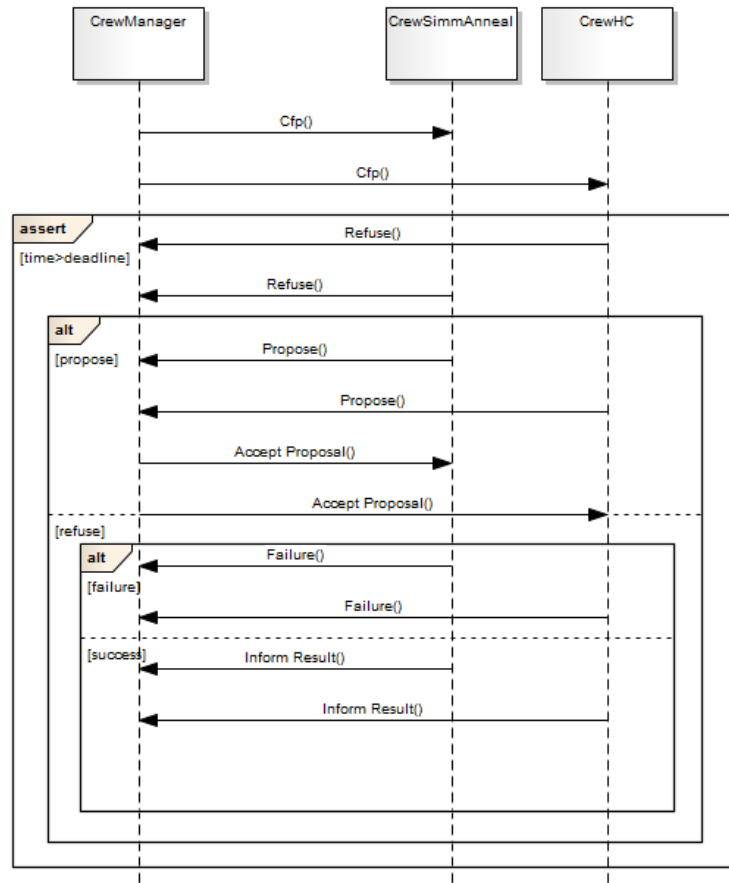 CrewManager
CrewSimmAnneal
CrewHC
Cfp()
Cfp()
assert
Refuse()
[time>deadline]
Refuse()
alt
Propose()
[propose]
Propose()
Accept Proposal()
Accept Proposal()
[refuse]
alt
Failure()
[failure]
Failure()
[success]
Inform Result()
Inform Result()